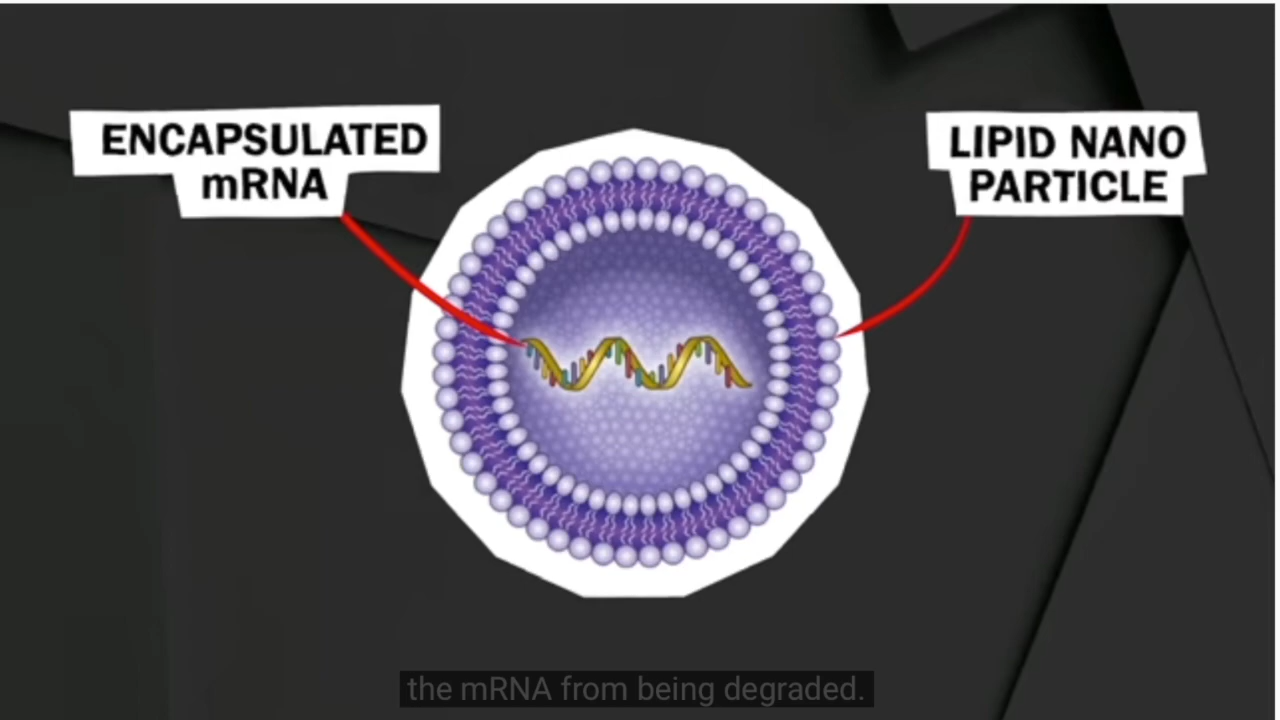 ENCAPSULATED
mRNA
LIPID NANO
PARTICLE
the mRNA from being degraded.